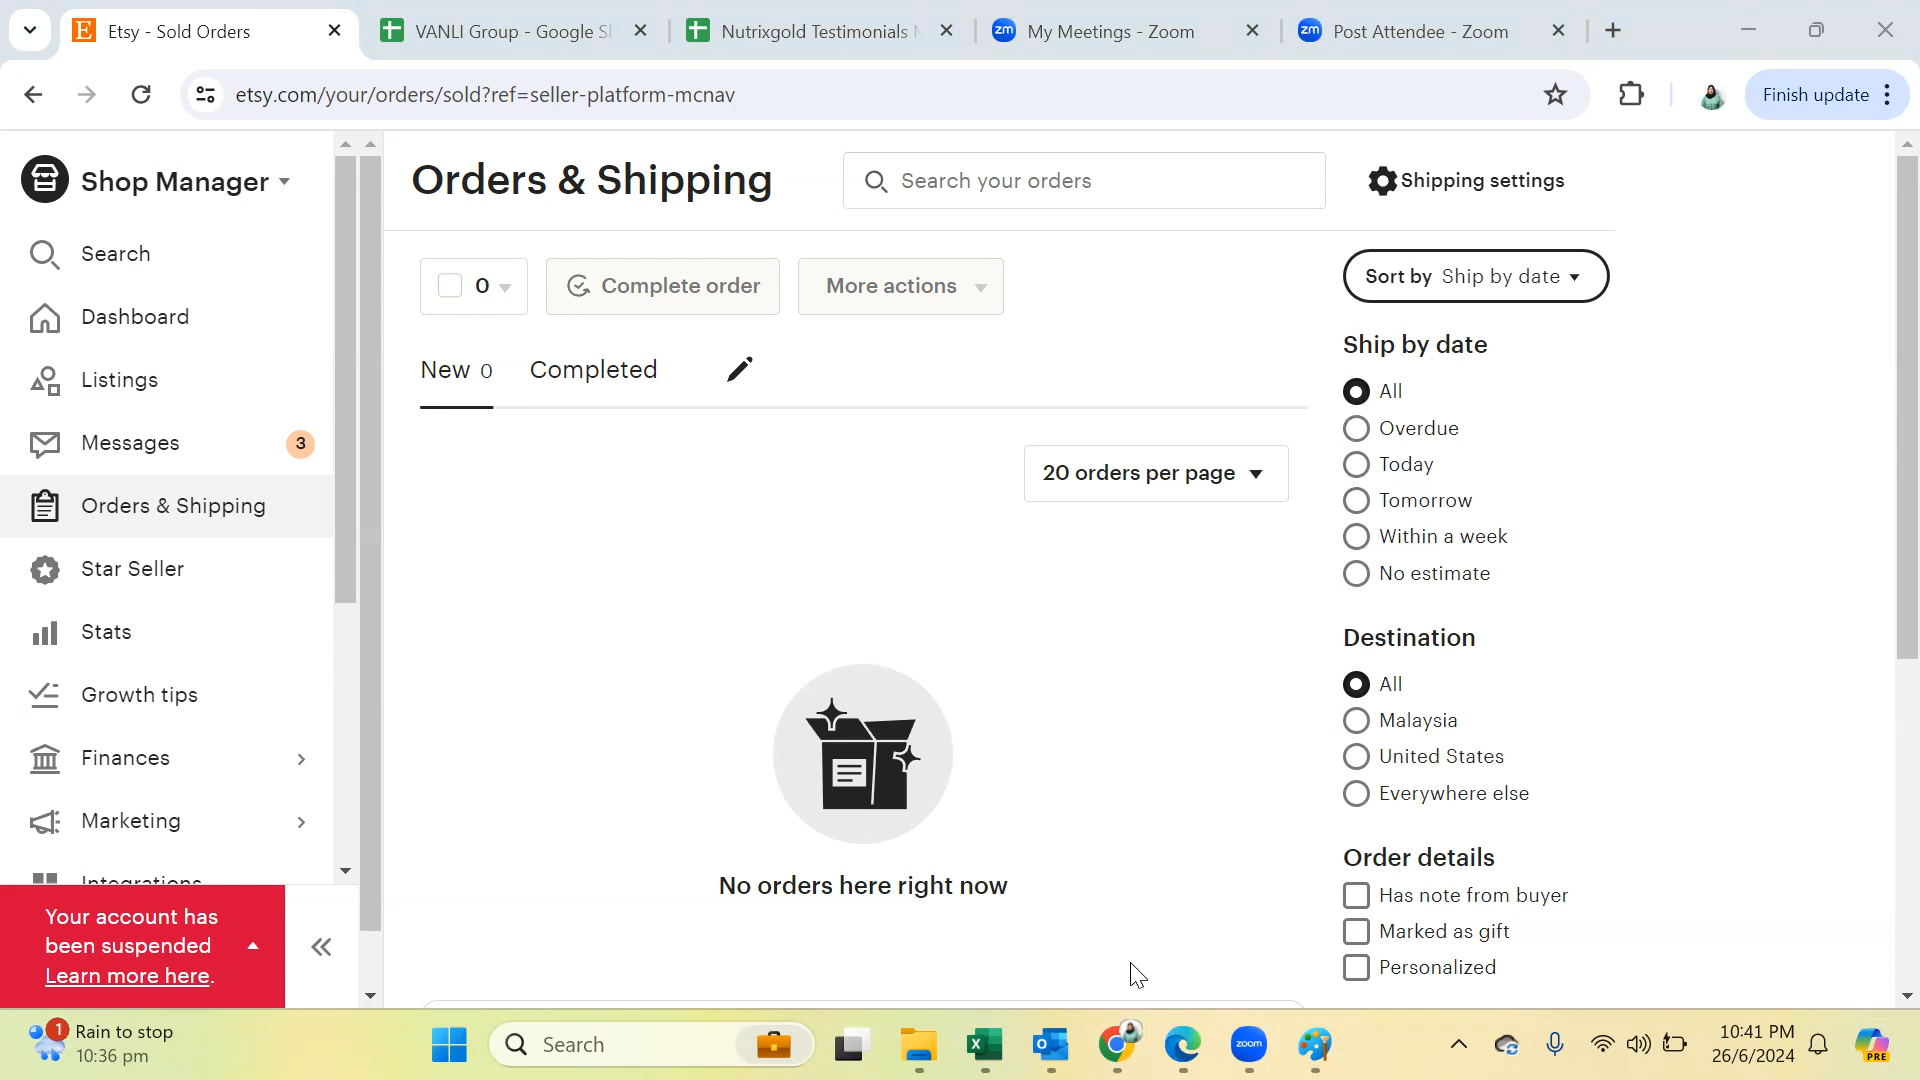 Etsy - Sold Orders
VANLI Group - Google S
Nutrixgold Testimonials
My Meetings - Zoom
Post Attendee - Zoom
etsy.com/your/orders/sold?ref=seller-platform-mcnav
Finish update
Shop Manager
Search
Dashboard
Listings
Messages
3
Orders & Shipping
Star Seller
Stats
Growth tips
Finances
Marketing
Integrations
Your account has
been suspended
Learn more here.
Orders & Shipping
Search your orders
Shipping settings
0
Complete order
More actions
New 0
Completed
20 orders per page
No orders here right now
Sort by Ship by date
Ship by date
All
Overdue
Today
Tomorrow
Within a week
No estimate
Destination
All
Malaysia
United States
Everywhere else
Order details
Has note from buyer
Marked as gift
Personalized
1
Rain to stop
10:36 pm
Search
zoom
10:41 PM
26/6/2024
PRE